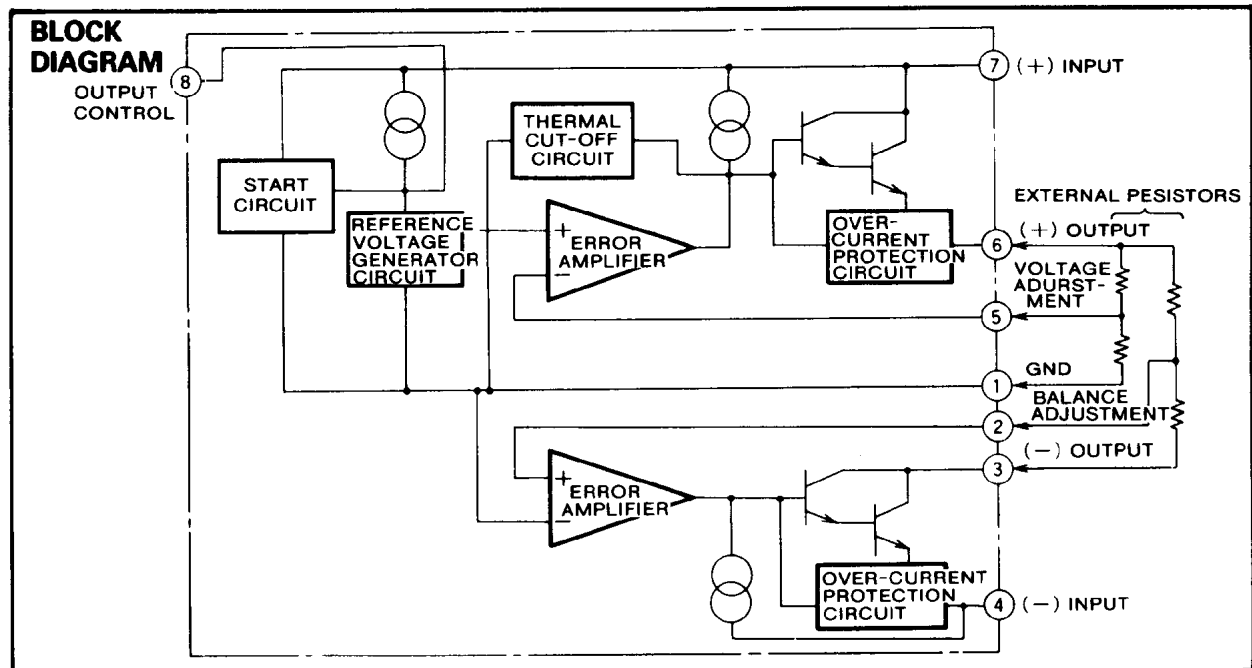 BLOCK
DIAGRAM
8
OUTPUT
CONTROL
7
(+) INPUT
THERMAL
CUT-OFF
CIRCUIT
START
CIRCUIT
REFERENCE
VOLTAGE
GENERATOR
CIRCUIT
+
ERROR
AMPLIFIER
−
OVER-
CURRENT
PROTECTION
CIRCUIT
EXTERNAL PESISTORS
(+) OUTPUT
6
VOLTAGE
ADURST-
MENT
5
GND
1
BALANCE
ADJUSTMENT
2
(−) OUTPUT
3
+
ERROR
AMPLIFIER
−
OVER-CURRENT
PROTECTION
CIRCUIT
4
(−) INPUT